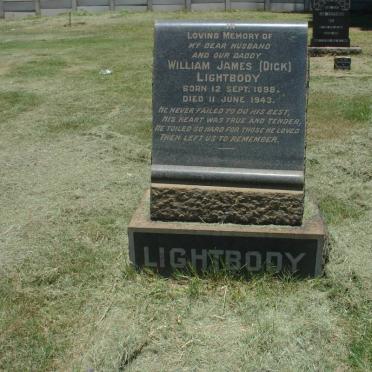 Loving Memory of
My Dear Husband
and our Daddy
William James (Dick)
Lightbody
Born 12 Sept. 1898.
Died 11 June 1943.
He never failed to do his best,
His heart was true and tender,
He toiled so hard for those he loved
Then left us to remember.
LIGHTBODY